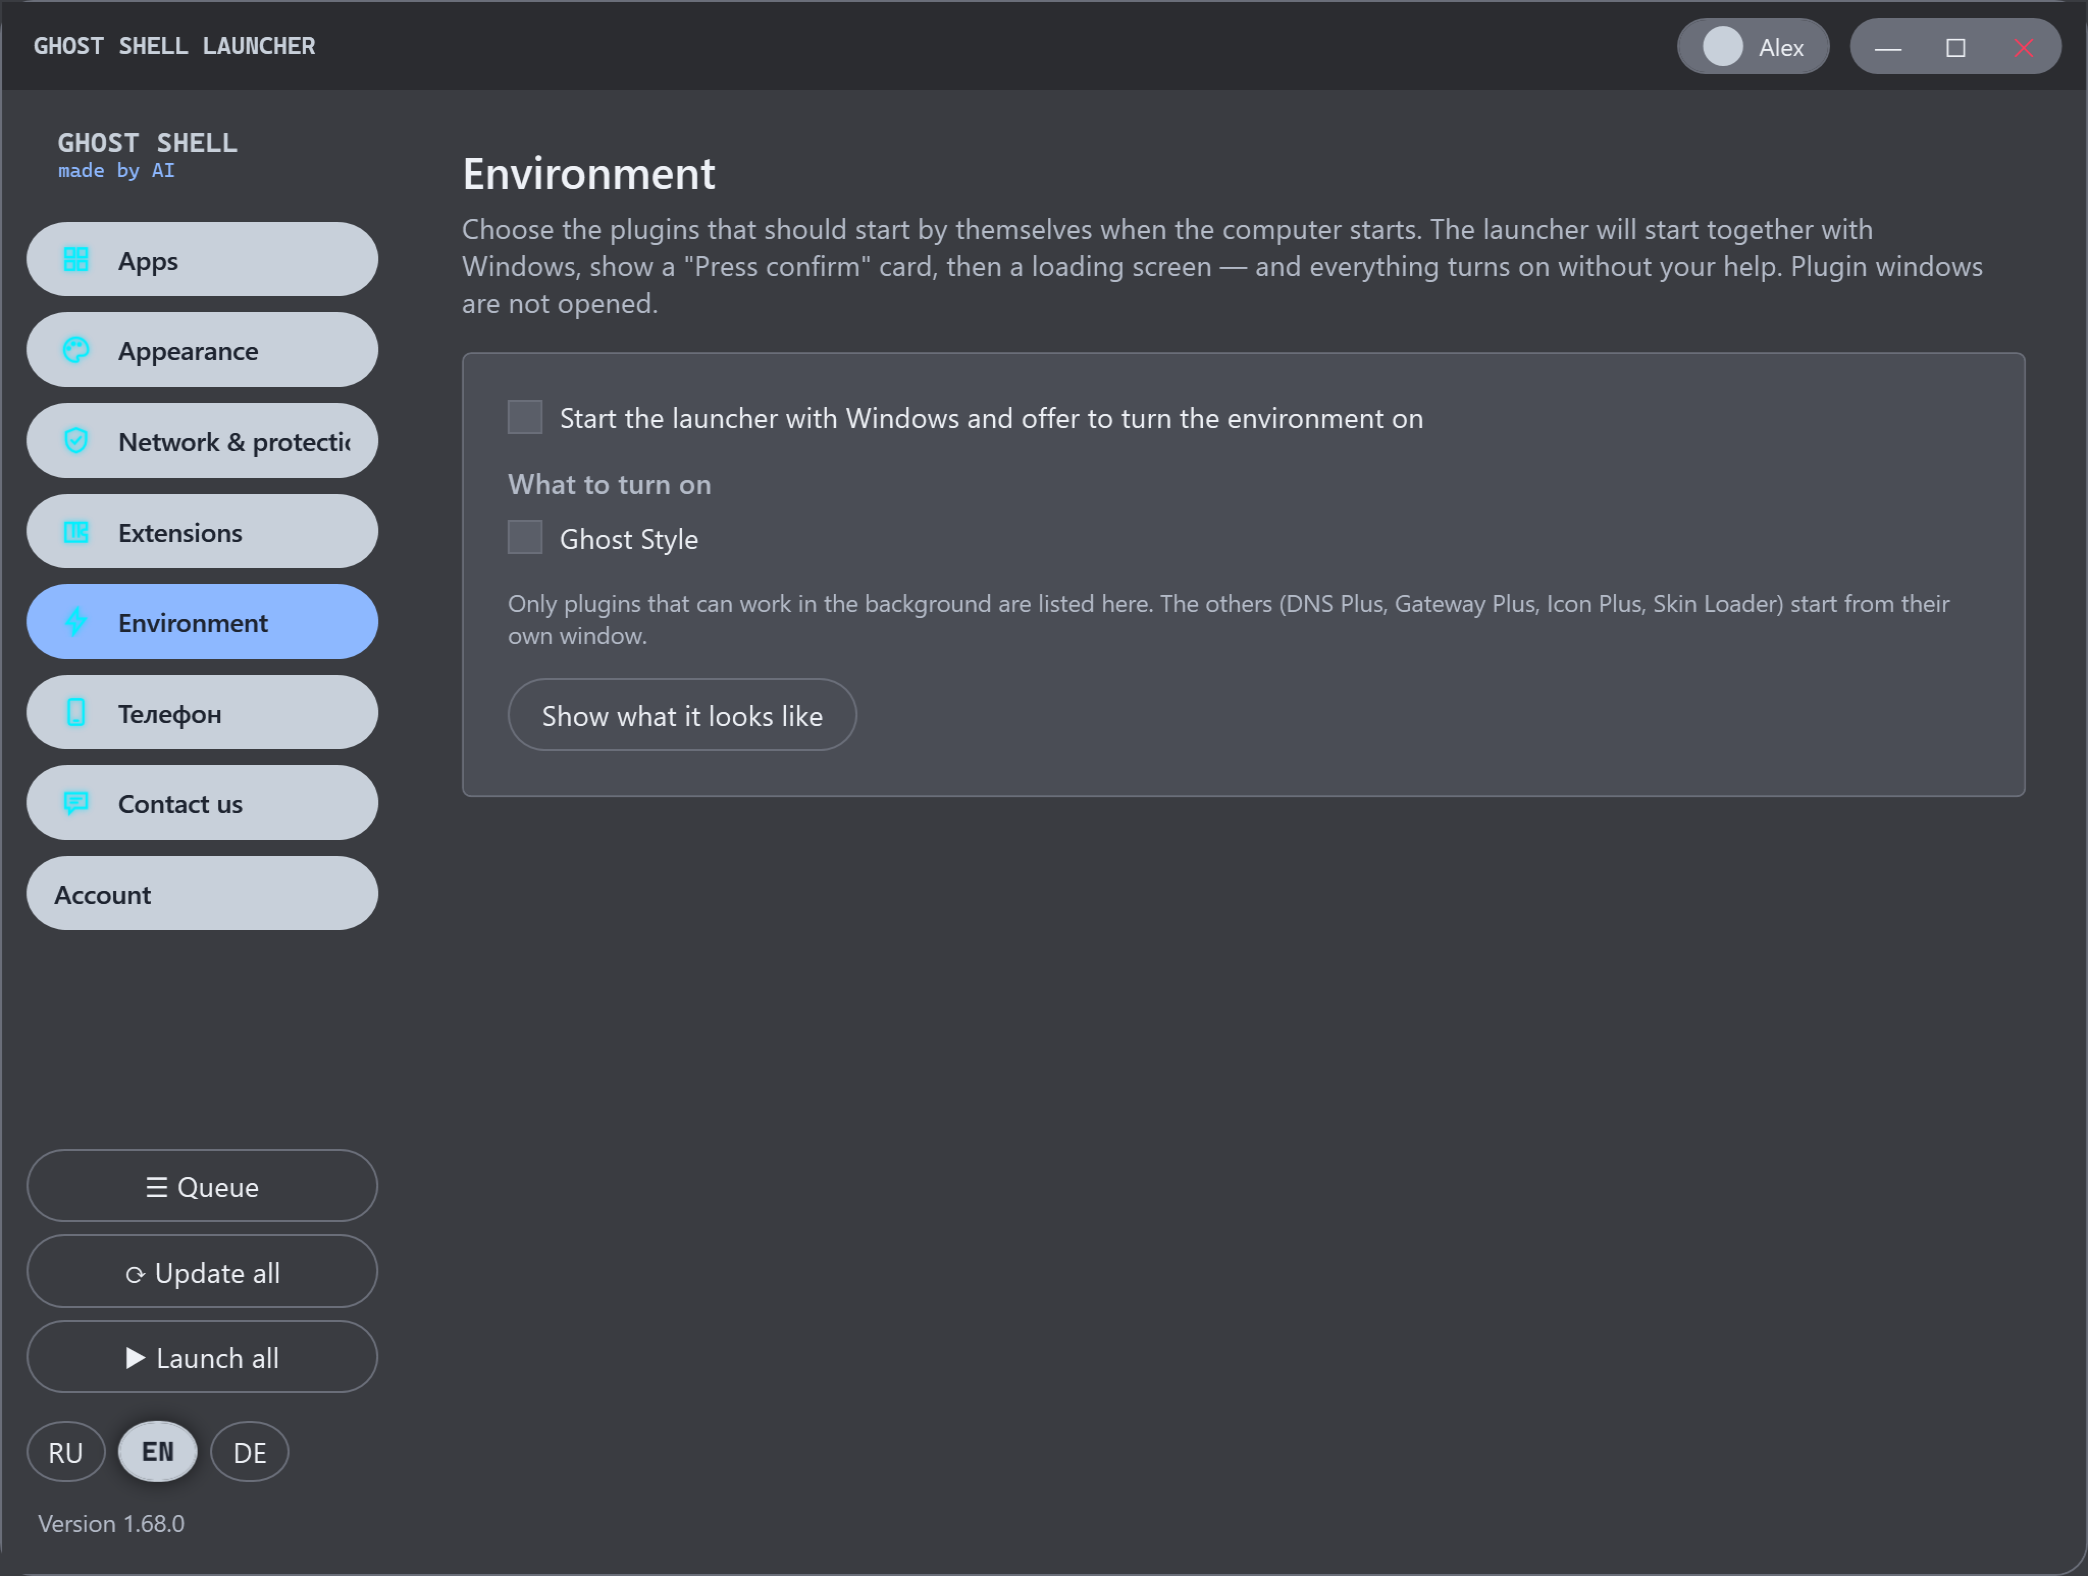 GHOST SHELL LAUNCHER
Alex
GHOST SHELL
made by AI
Apps
Appearance
Network & protectic
Extensions
Environment
Телефон
Contact us
Account
Queue
Update all
Launch all
RU
EN
DE
Version 1.68.0
Environment
Choose the plugins that should start by themselves when the computer starts. The launcher will start together with
Windows, show a "Press confirm" card, then a loading screen — and everything turns on without your help. Plugin windows
are not opened.
Start the launcher with Windows and offer to turn the environment on
What to turn on
Ghost Style
Only plugins that can work in the background are listed here. The others (DNS Plus, Gateway Plus, Icon Plus, Skin Loader) start from their
own window.
Show what it looks like